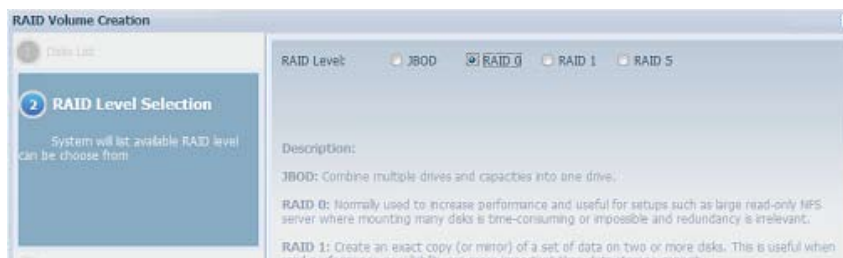 RAID Volume Creation
1 Disks List
2 RAID Level Selection
System will list available RAID level
can be choose from
RAID Level: JBOD RAID 0 RAID 1 RAID 5
Description:
JBOD: Combine multiple drives and capacities into one drive.
RAID 0: Normally used to increase performance and useful for setups such as large read-only NFS
server where mounting many disks is time-consuming or impossible and redundancy is irrelevant.
RAID 1: Create an exact copy (or mirror) of a set of data on two or more disks. This is useful when